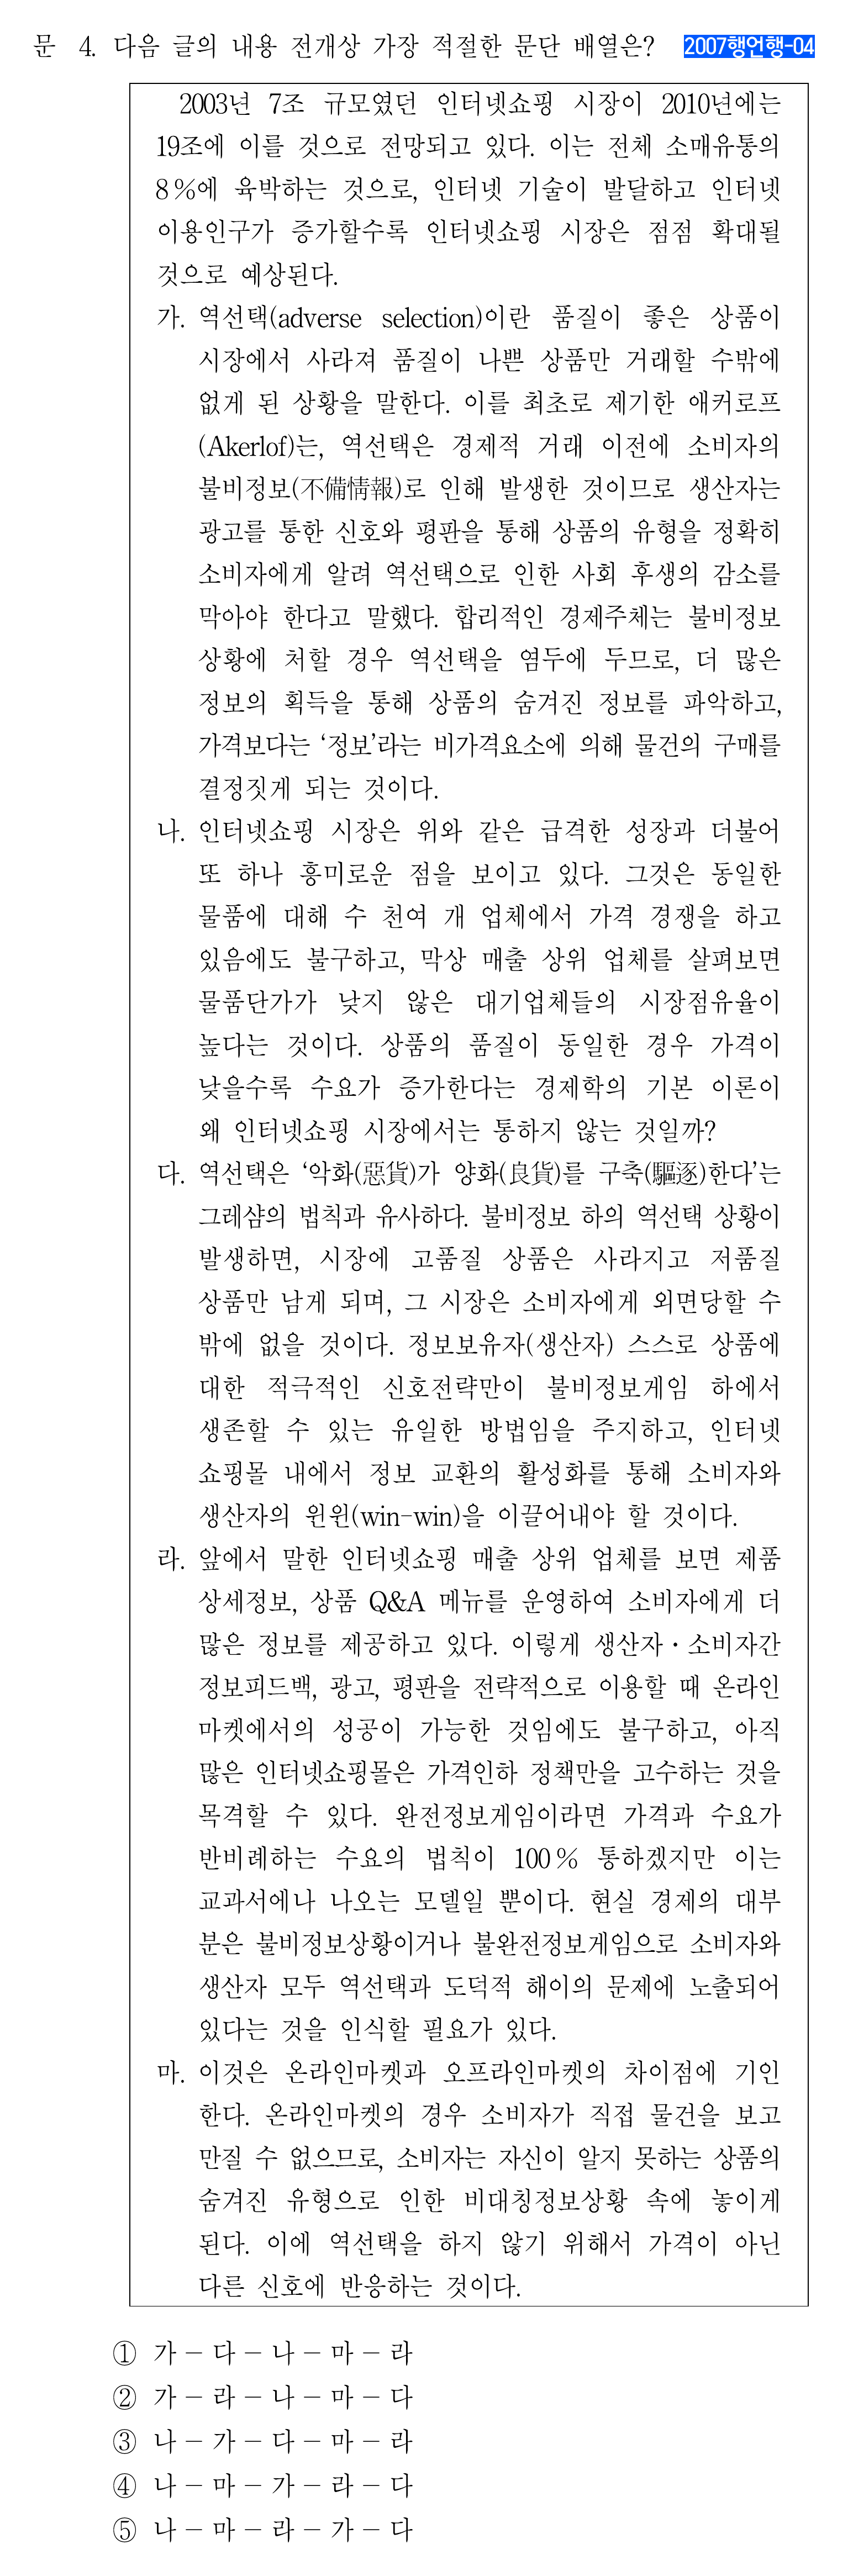 문 4. 다음 글의 내용 전개상 가장 적절한 문단 배열은? 2007행언행-04
2003년 7조 규모였던 인터넷쇼핑 시장이 2010년에는
19조에 이를 것으로 전망되고 있다. 이는 전체 소매유통의
8%에 육박하는 것으로, 인터넷 기술이 발달하고 인터넷
이용인구가 증가할수록 인터넷쇼핑 시장은 점점 확대될
것으로 예상된다.
가. 역선택(adverse selection)이란 품질이 좋은 상품이
시장에서 사라져 품질이 나쁜 상품만 거래할 수밖에
없게 된 상황을 말한다. 이를 최초로 제기한 애커로프
(Akerlof)는, 역선택은 경제적 거래 이전에 소비자의
불비정보(不備情報)로 인해 발생한 것이므로 생산자는
광고를 통한 신호와 평판을 통해 상품의 유형을 정확히
소비자에게 알려 역선택으로 인한 사회 후생의 감소를
막아야 한다고 말했다. 합리적인 경제주체는 불비정보
상황에 처할 경우 역선택을 염두에 두므로, 더 많은
정보의 획득을 통해 상품의 숨겨진 정보를 파악하고,
가격보다는 ‘정보’라는 비가격요소에 의해 물건의 구매를
결정짓게 되는 것이다.
나. 인터넷쇼핑 시장은 위와 같은 급격한 성장과 더불어
또 하나 흥미로운 점을 보이고 있다. 그것은 동일한
물품에 대해 수 천여 개 업체에서 가격 경쟁을 하고
있음에도 불구하고, 막상 매출 상위 업체를 살펴보면
물품단가가 낮지 않은 대기업체들의 시장점유율이
높다는 것이다. 상품의 품질이 동일한 경우 가격이
낮을수록 수요가 증가한다는 경제학의 기본 이론이
왜 인터넷쇼핑 시장에서는 통하지 않는 것일까?
다. 역선택은 ‘악화(惡貨)가 양화(良貨)를 구축(驅逐)한다’는
그레샴의 법칙과 유사하다. 불비정보 하의 역선택 상황이
발생하면, 시장에 고품질 상품은 사라지고 저품질
상품만 남게 되며, 그 시장은 소비자에게 외면당할 수
밖에 없을 것이다. 정보보유자(생산자) 스스로 상품에
대한 적극적인 신호전략만이 불비정보게임 하에서
생존할 수 있는 유일한 방법임을 주지하고, 인터넷
쇼핑몰 내에서 정보 교환의 활성화를 통해 소비자와
생산자의 윈윈(win-win)을 이끌어내야 할 것이다.
라. 앞에서 말한 인터넷쇼핑 매출 상위 업체를 보면 제품
상세정보, 상품 Q&A 메뉴를 운영하여 소비자에게 더
많은 정보를 제공하고 있다. 이렇게 생산자・소비자간
정보피드백, 광고, 평판을 전략적으로 이용할 때 온라인
마켓에서의 성공이 가능한 것임에도 불구하고, 아직
많은 인터넷쇼핑몰은 가격인하 정책만을 고수하는 것을
목격할 수 있다. 완전정보게임이라면 가격과 수요가
반비례하는 수요의 법칙이 100% 통하겠지만 이는
교과서에나 나오는 모델일 뿐이다. 현실 경제의 대부
분은 불비정보상황이거나 불완전정보게임으로 소비자와
생산자 모두 역선택과 도덕적 해이의 문제에 노출되어
있다는 것을 인식할 필요가 있다.
마. 이것은 온라인마켓과 오프라인마켓의 차이점에 기인
한다. 온라인마켓의 경우 소비자가 직접 물건을 보고
만질 수 없으므로, 소비자는 자신이 알지 못하는 상품의
숨겨진 유형으로 인한 비대칭정보상황 속에 놓이게
된다. 이에 역선택을 하지 않기 위해서 가격이 아닌
다른 신호에 반응하는 것이다.
① 가 – 다 – 나 – 마 – 라
② 가 – 라 – 나 – 마 – 다
③ 나 – 가 – 다 – 마 – 라
④ 나 – 마 – 가 – 라 – 다
⑤ 나 – 마 – 라 – 가 – 다